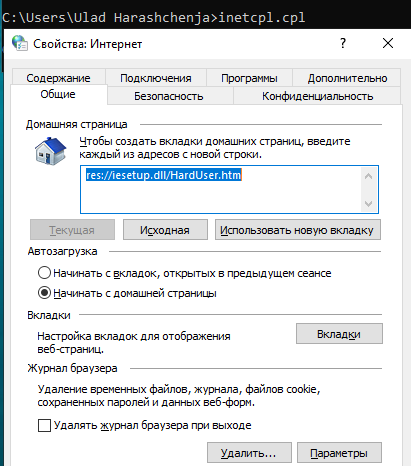 C:\Users\Ulad Harashchenja>inetcpl.cpl
Свойства: Интернет
? ×
Содержание Подключения Программы Дополнительно
Общие Безопасность Конфиденциальность
Домашняя страница
Чтобы создать вкладки домашних страниц, введите
каждый из адресов с новой строки.
res://iesetup.dll/HardUser.htm
Текущая Исходная Использовать новую вкладку
Автозагрузка
Начинать с вкладок, открытых в предыдущем сеансе
Начинать с домашней страницы
Вкладки
Настройка вкладок для отображения
веб-страниц.
Вкладки
Журнал браузера
Удаление временных файлов, журнала, файлов cookie,
сохраненных паролей и данных веб-форм.
Удалять журнал браузера при выходе
Удалить... Параметры